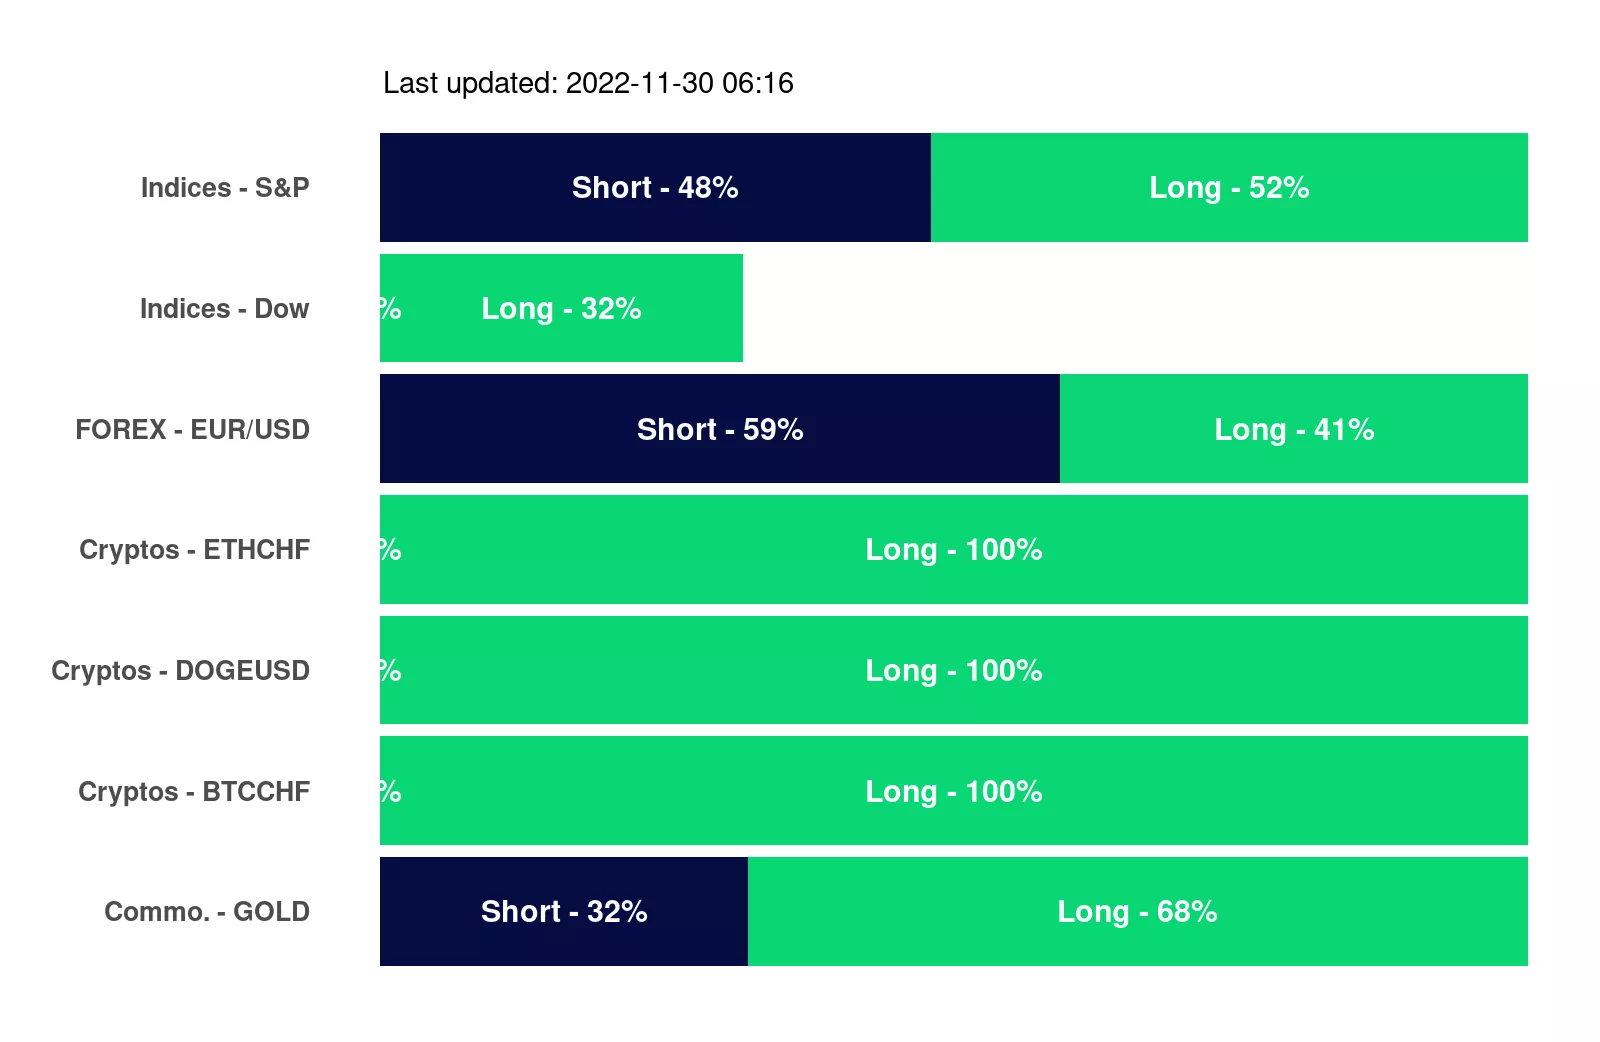 Last updated: 2022-11-30 06:16
Indices - S&P Short - 48% Long - 52%
Indices - Dow % Long - 32%
FOREX - EUR/USD Short - 59% Long - 41%
Cryptos - ETHCHF % Long - 100%
Cryptos - DOGEUSD % Long - 100%
Cryptos - BTCCHF % Long - 100%
Commo. - GOLD Short - 32% Long - 68%